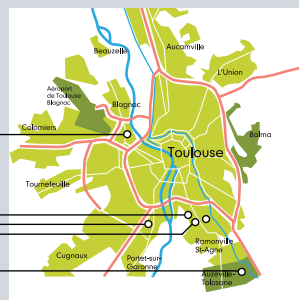 Beauzelle
Aucamville
L'Union
Aéroport
de Toulouse
Blagnac
Blagnac
Colomiers
Balma
Toulouse
Tournefeuille
Ramonville
St-Agne
Cugnaux
Portet-sur-
Garonne
Auzeville-
Tolosane